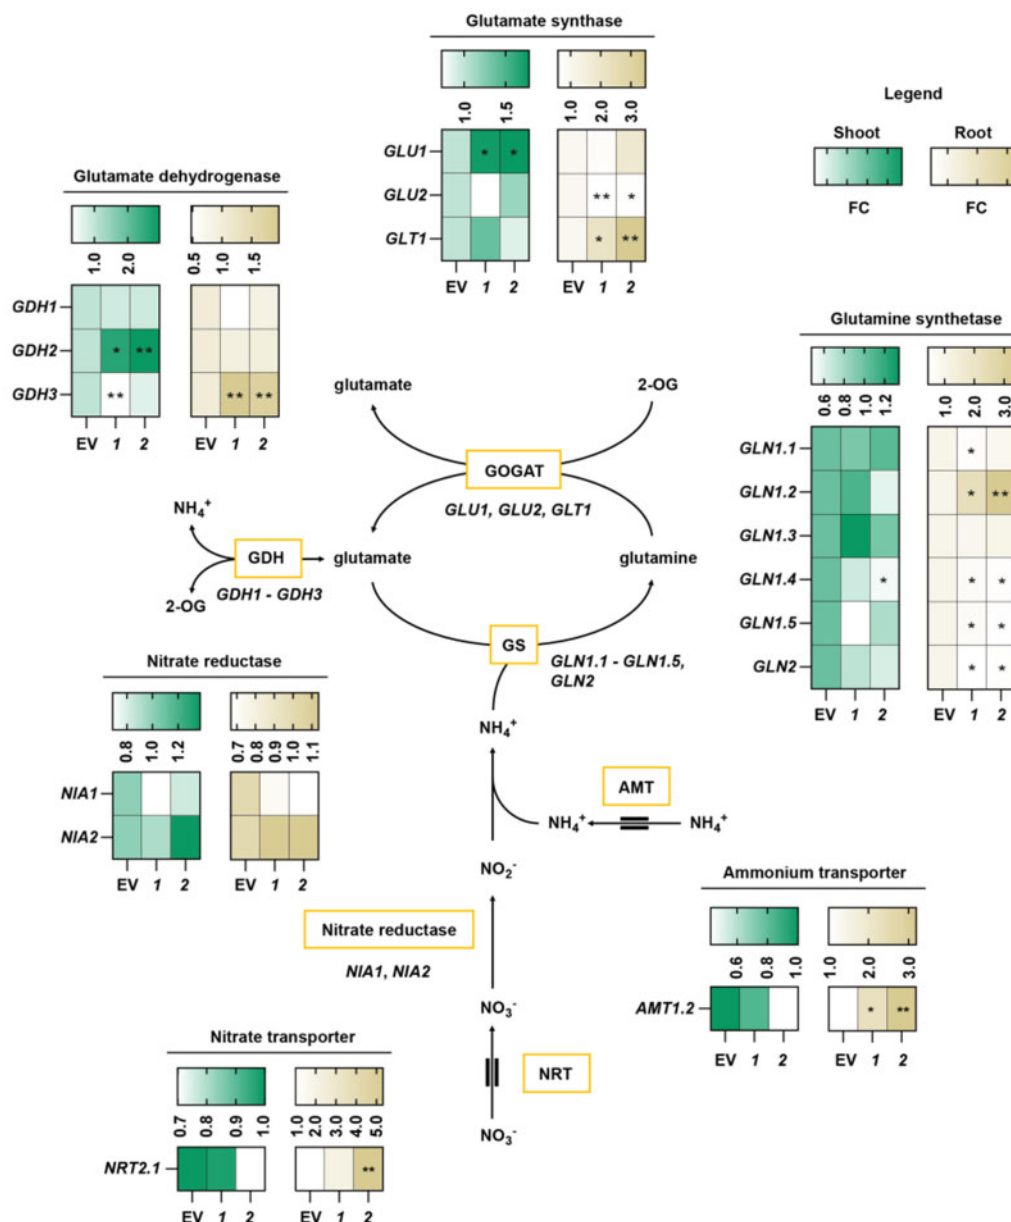 Glutamate synthase
1.0 1.5 1.0 2.0 3.0
GLU1 * *
GLU2 ** *
GLT1 * **
EV 1 2 EV 1 2
Legend
Shoot Root
FC FC
Glutamate dehydrogenase
1.0 2.0 0.5 1.0 1.5
GDH1
GDH2 * **
GDH3 ** ** **
EV 1 2 EV 1 2
Glutamine synthetase
0.6 0.8 1.0 1.2 1.0 2.0 3.0
GLN1.1 *
GLN1.2 * **
GLN1.3
GLN1.4 * * *
GLN1.5 * *
GLN2 * *
EV 1 2 EV 1 2
glutamate 2-OG
GOGAT
GLU1, GLU2, GLT1
NH₄⁺
GDH glutamate glutamine
GDH1 - GDH3
2-OG
GS
GLN1.1 - GLN1.5,
GLN2
NH₄⁺
Nitrate reductase
0.8 1.0 1.2 0.7 0.8 0.9 1.0 1.1
NIA1
NIA2
EV 1 2 EV 1 2
AMT
NH₄⁺ NH₄⁺
NO₂⁻
Nitrate reductase
NIA1, NIA2
NO₃⁻
Ammonium transporter
0.6 0.8 1.0 1.0 2.0 3.0
AMT1.2 * **
EV 1 2 EV 1 2
Nitrate transporter
0.7 0.8 0.9 1.0 1.0 2.0 3.0 4.0 5.0
NRT2.1 **
EV 1 2 EV 1 2
NRT
NO₃⁻